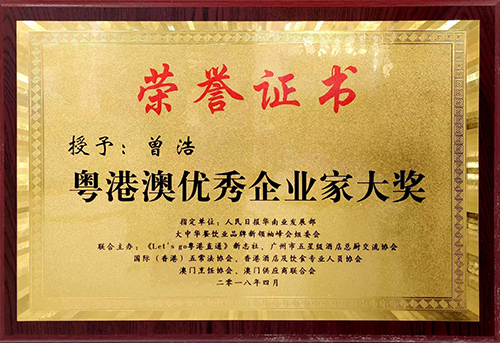 荣誉证书
授予：曾浩
粤港澳优秀企业家大奖
指定单位：人民日报华南业发展部
大中华餐饮业品牌新领袖峰会组委会
联合主办：《Let's go粤港直通》新志社、广州市五星级酒店总厨交流协会
国际（香港）五常法协会、香港酒店及饮食专业人员协会
澳门烹饪协会、澳门供应商联合会
二零一八年四月